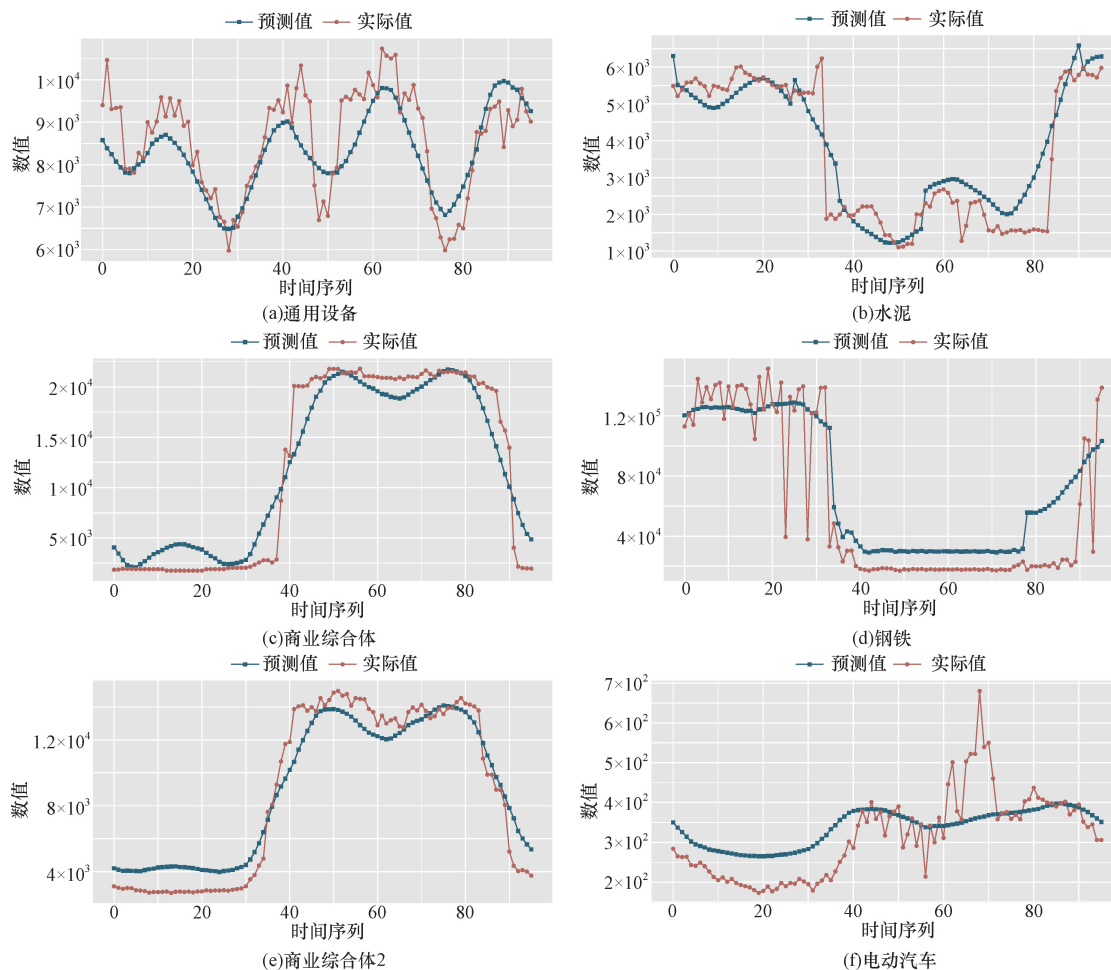 预测值 实际值
1×10⁴
9×10³
8×10³
7×10³
6×10³
数值
0 20 40 60 80
时间序列
(a)通用设备
预测值 实际值
6×10³
5×10³
4×10³
3×10³
2×10³
1×10³
数值
0 20 40 60 80
时间序列
(b)水泥
预测值 实际值
2×10⁴
1.5×10⁴
1×10⁴
5×10³
数值
0 20 40 60 80
时间序列
(c)商业综合体
预测值 实际值
1.2×10⁵
8×10⁴
4×10⁴
数值
0 20 40 60 80
时间序列
(d)钢铁
预测值 实际值
1.2×10⁴
8×10³
4×10³
数值
0 20 40 60 80
时间序列
(e)商业综合体2
预测值 实际值
7×10²
6×10²
5×10²
4×10²
3×10²
2×10²
数值
0 20 40 60 80
时间序列
(f)电动汽车